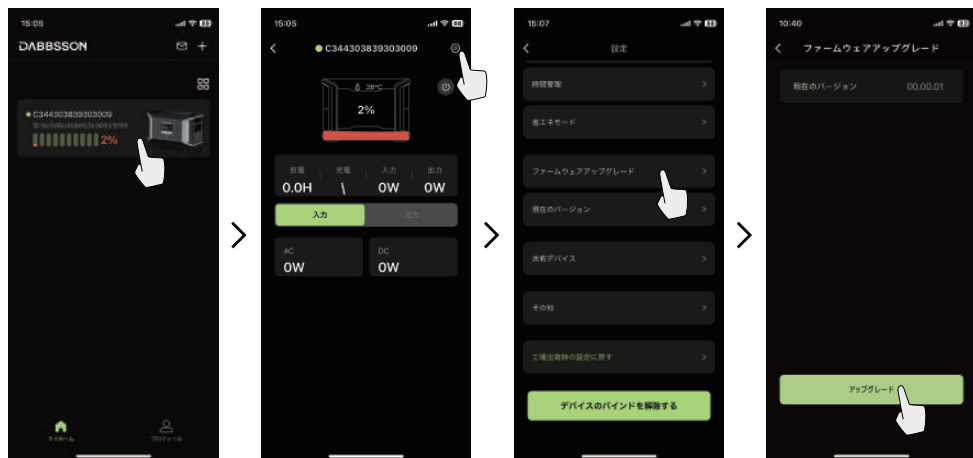 15:05
DABBSSON
C344303839303009
2%
マイホーム
プロフィール
15:05
C344303839303009
28°C
2%
放電
充電
入力
出力
0.0H
\
0W
0W
入力
出力
AC
DC
0W
0W
15:07
設定
時間管理
省エネモード
ファームウェアアップグレード
現在のバージョン
共有デバイス
その他
工場出荷時の設定に戻す
デバイスのバインドを解除する
10:40
ファームウェアアップグレード
現在のバージョン
00.00.01
アップグレード